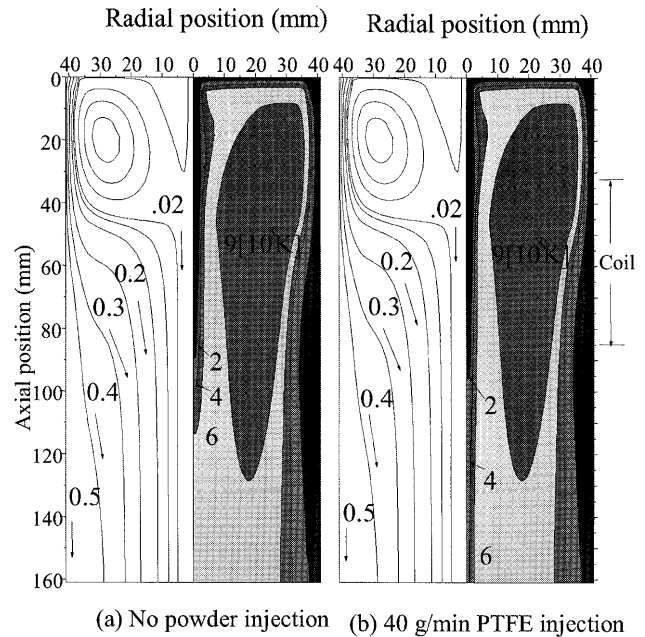 Radial position (mm)
Radial position (mm)
40 30 20 10 0 10 20 30 40
40 30 20 10 0 10 20 30 40
0
20
40
60
80
100
120
140
160
Axial position (mm)
.02
0.2
0.3
0.4
0.5
9[10³K]
2
4
6
.02
0.2
0.3
0.4
0.5
9[10³K]
2
4
6
Coil
(a) No powder injection
(b) 40 g/min PTFE injection